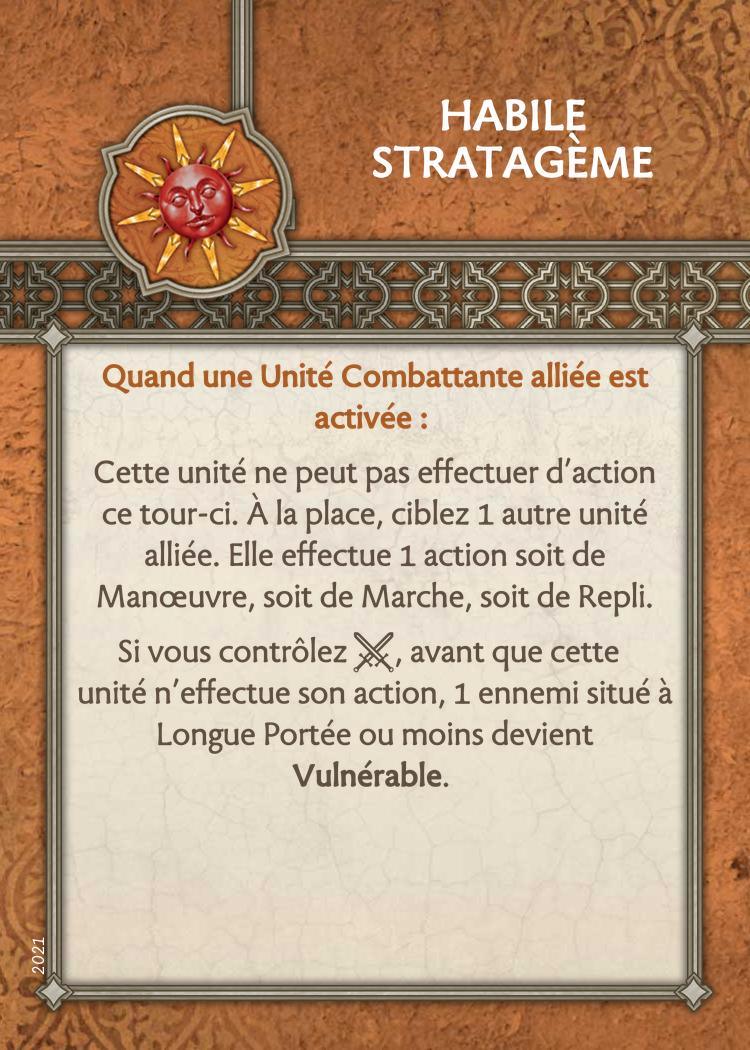 HABILE
STRATAGÈME
Quand une Unité Combattante alliée est
activée :
Cette unité ne peut pas effectuer d'action
ce tour-ci. À la place, ciblez 1 autre unité
alliée. Elle effectue 1 action soit de
Manœuvre, soit de Marche, soit de Repli.
Si vous contrôlez , avant que cette
unité n'effectue son action, 1 ennemi situé à
Longue Portée ou moins devient
Vulnérable.
2021